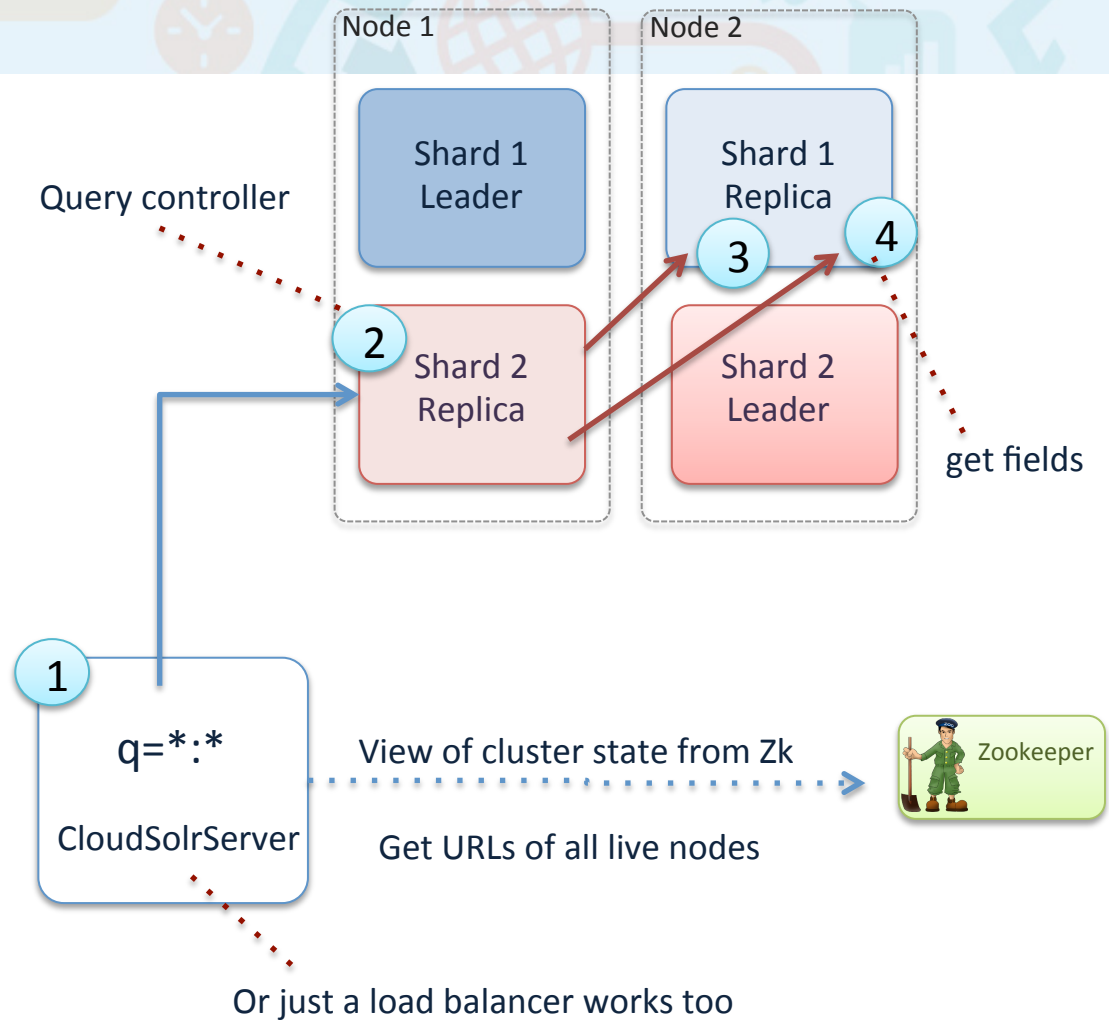 Node 1
Node 2
Shard 1
Leader
Shard 1
Replica
Query controller
3
4
2
Shard 2
Replica
Shard 2
Leader
get fields
1
q=*:*
CloudSolrServer
View of cluster state from Zk
Get URLs of all live nodes
ZOO
Zookeeper
Or just a load balancer works too